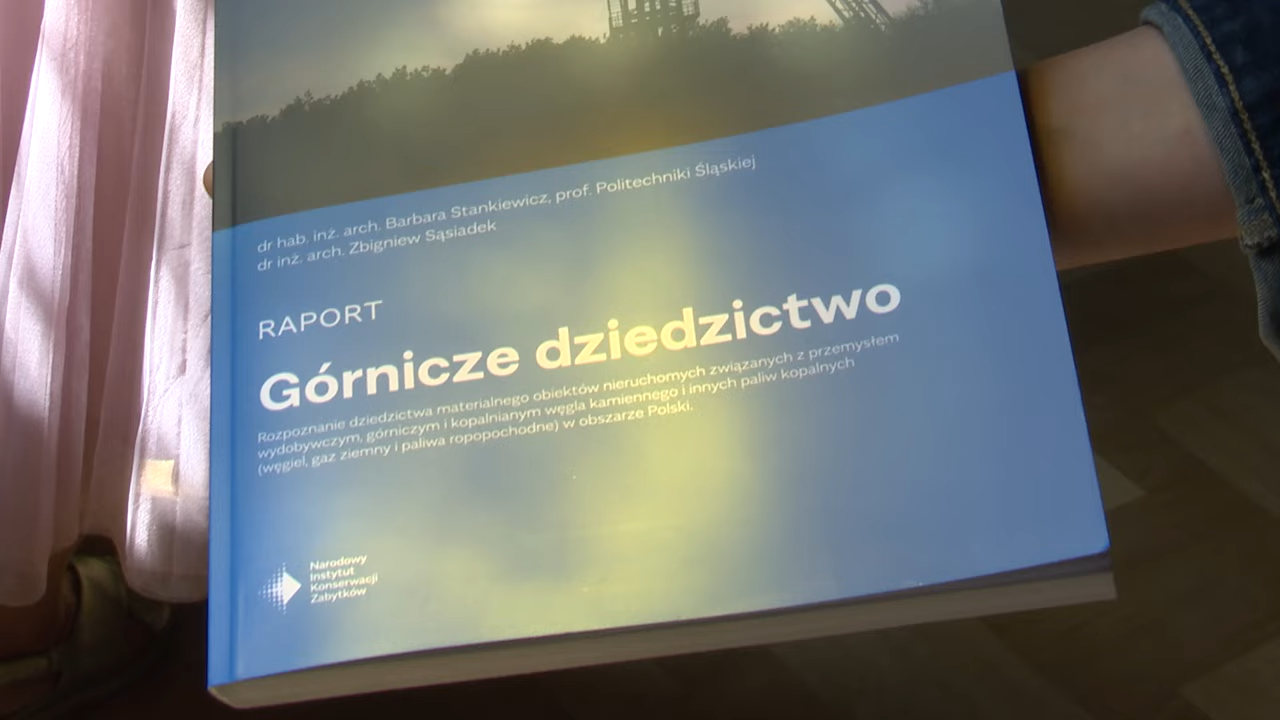 dr hab. inż. arch. Barbara Stankiewicz, prof. Politechniki Śląskiej
dr inż. arch. Zbigniew Sąsiadek
RAPORT
Górnicze dziedzictwo
Rozpoznanie dziedzictwa materialnego obiektów nieruchomych związanych z przemysłem
wydobywczym, górniczym i kopalnianym węgla kamiennego i innych paliw kopalnych
(węgiel, gaz ziemny i paliwa ropopochodne) w obszarze Polski.
Narodowy
Instytut
Konserwacji
Zabytków